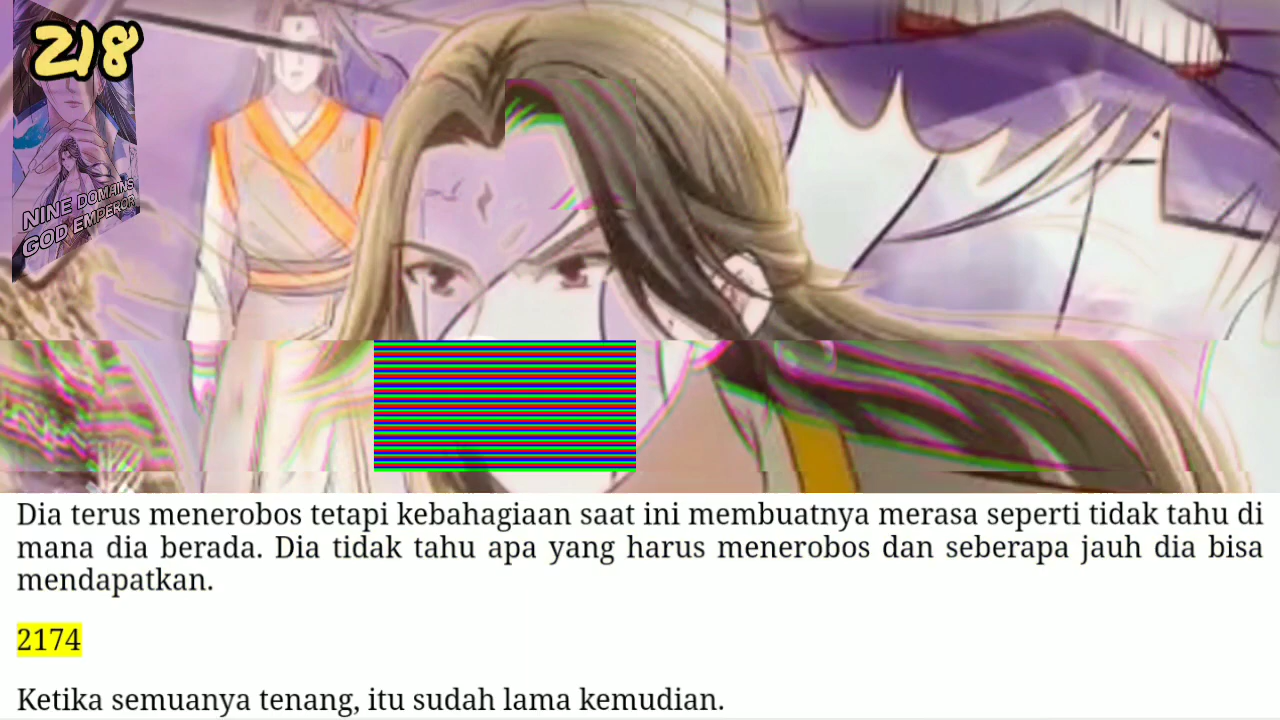 218
NINE DOMAINS
GOD EMPEROR
Dia terus menerobos tetapi kebahagiaan saat ini membuatnya merasa seperti tidak tahu di
mana dia berada. Dia tidak tahu apa yang harus menerobos dan seberapa jauh dia bisa
mendapatkan.
2174
Ketika semuanya tenang, itu sudah lama kemudian.